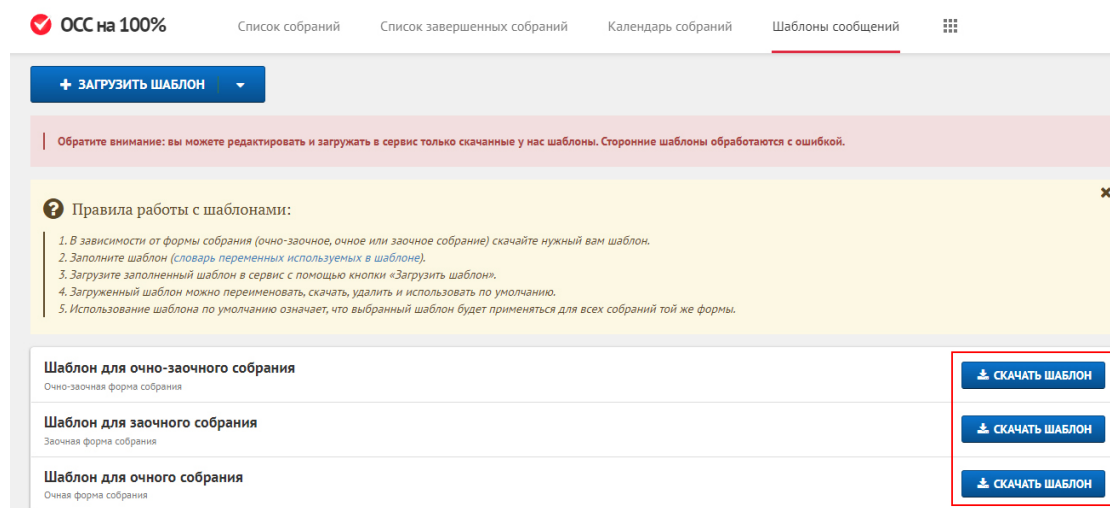 ОСС на 100%
Список собраний
Список завершенных собраний
Календарь собраний
Шаблоны сообщений
ЗАГРУЗИТЬ ШАБЛОН
Обратите внимание: вы можете редактировать и загружать в сервис только скачанные у нас шаблоны. Сторонние шаблоны обработаются с ошибкой.
Правила работы с шаблонами:
1. В зависимости от формы собрания (очно-заочное, очное или заочное собрание) скачайте нужный вам шаблон.
2. Заполните шаблон (словарь переменных используемых в шаблоне).
3. Загрузите заполненный шаблон в сервис с помощью кнопки «Загрузить шаблон».
4. Загруженный шаблон можно переименовать, скачать, удалить и использовать по умолчанию.
5. Использование шаблона по умолчанию означает, что выбранный шаблон будет применяться для всех собраний той же формы.
Шаблон для очно-заочного собрания
Очно-заочная форма собрания
СКАЧАТЬ ШАБЛОН
Шаблон для заочного собрания
Заочная форма собрания
СКАЧАТЬ ШАБЛОН
Шаблон для очного собрания
Очная форма собрания
СКАЧАТЬ ШАБЛОН